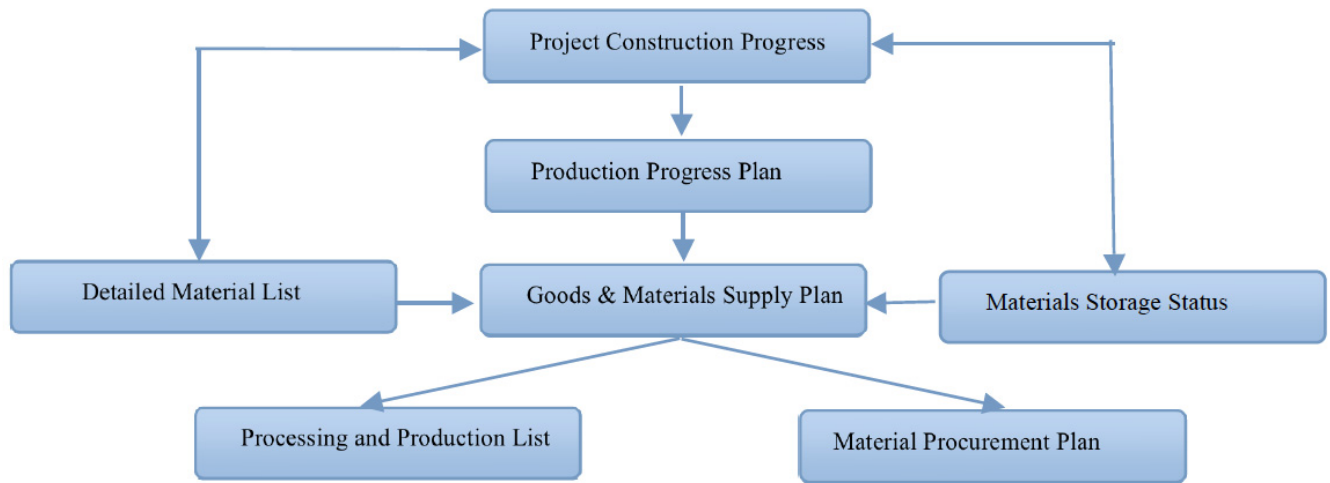 Project Construction Progress
Production Progress Plan
Detailed Material List
Goods & Materials Supply Plan
Materials Storage Status
Processing and Production List
Material Procurement Plan